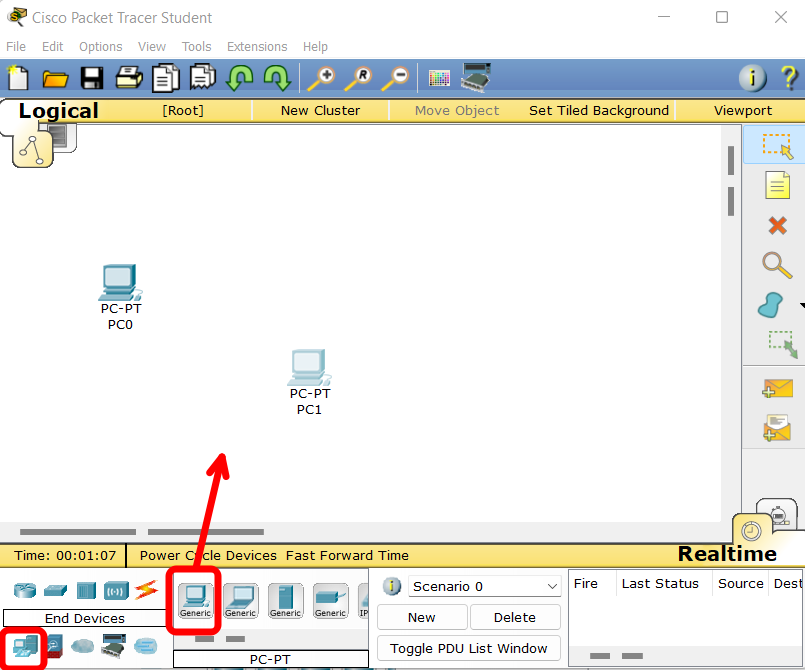 Cisco Packet Tracer Student
File Edit Options View Tools Extensions Help
R
i ?
Logical [Root] New Cluster Move Object Set Tiled Background Viewport
PC-PT
PC0
PC-PT
PC1
Time: 00:01:07 Power Cycle Devices Fast Forward Time Realtime
Generic Generic Generic Generic IP
End Devices
PC-PT
i Scenario 0
New Delete
Toggle PDU List Window
Fire Last Status Source Dest